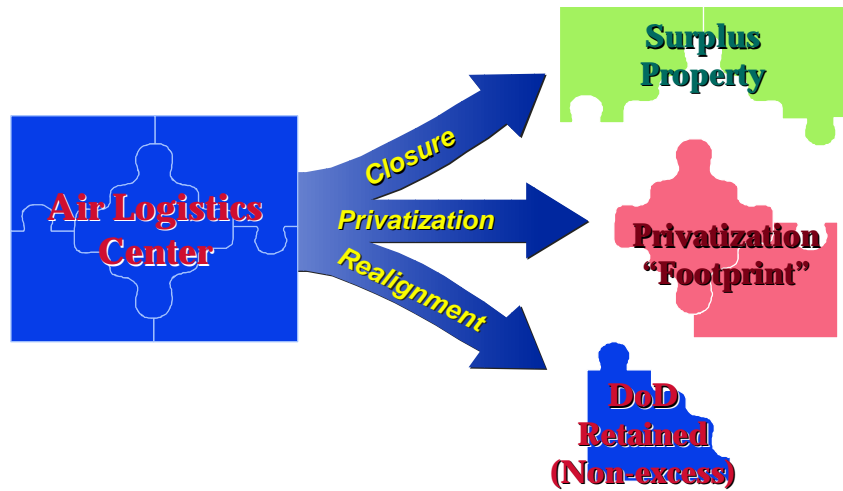 Air Logistics
Center
Closure
Privatization
Realignment
Surplus
Property
Privatization
“Footprint”
DoD
Retained
(Non-excess)